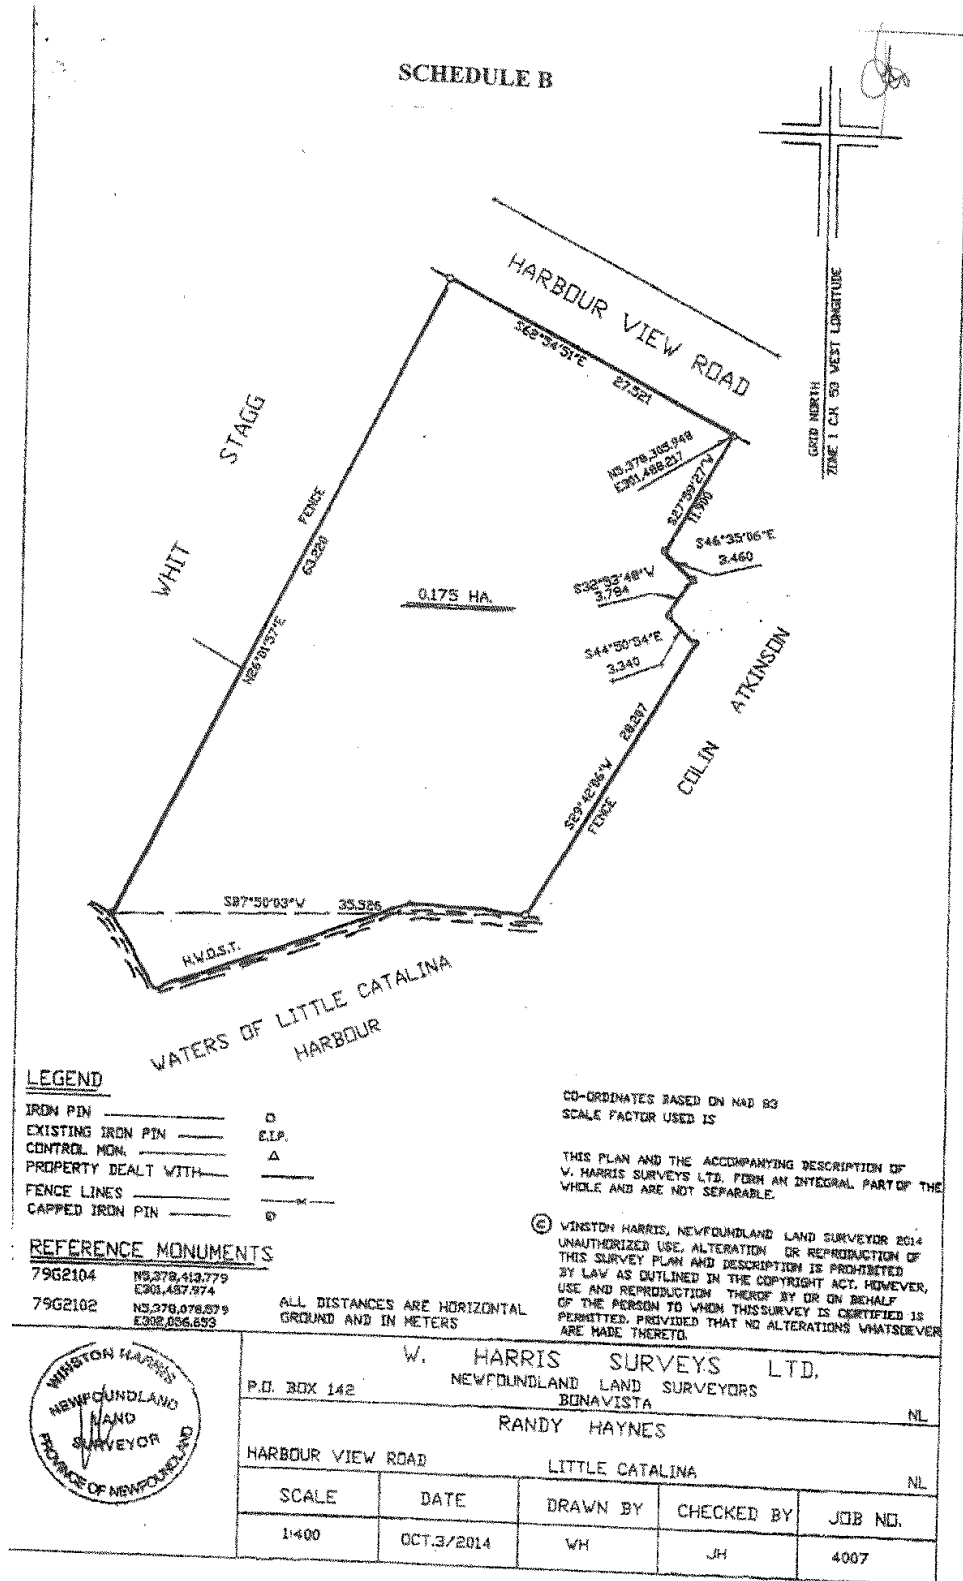 SCHEDULE B
HARBOUR VIEW ROAD
S62°54'51"E
27.521
GRID NORTH
ZONE 1 C.M. 53 WEST LONGITUDE
N5,378,305.948
E301,488.217
S27°59'27"W
11.900
S46°35'06"E
3.460
S32°53'48"W
3.794
S44°50'54"E
3.340
WHIT STAGG
FENCE
63.220
N26°01'57"E
0.175 HA.
COLIN ATKINSON
28.207
S29°42'06"W
FENCE
S87°50'03"W 35.526
H.W.O.S.T.
WATERS OF LITTLE CATALINA
HARBOUR
LEGEND
IRON PIN
EXISTING IRON PIN E.I.P.
CONTROL MON.
PROPERTY DEALT WITH
FENCE LINES
CAPPED IRON PIN
REFERENCE MONUMENTS
79G2104 N5,378,413.779
E301,457.974
79G2102 N5,378,078.579
E302,056.653
ALL DISTANCES ARE HORIZONTAL
GROUND AND IN METERS
CO-ORDINATES BASED ON NAD 83
SCALE FACTOR USED IS
THIS PLAN AND THE ACCOMPANYING DESCRIPTION OF
W. HARRIS SURVEYS LTD. FORM AN INTEGRAL PART OF THE
WHOLE AND ARE NOT SEPARABLE.
© WINSTON HARRIS, NEWFOUNDLAND LAND SURVEYOR 2014
UNAUTHORIZED USE, ALTERATION OR REPRODUCTION OF
THIS SURVEY PLAN AND DESCRIPTION IS PROHIBITED
BY LAW AS OUTLINED IN THE COPYRIGHT ACT. HOWEVER,
USE AND REPRODUCTION THEROF BY OR ON BEHALF
OF THE PERSON TO WHOM THIS SURVEY IS CERTIFIED IS
PERMITTED, PROVIDED THAT NO ALTERATIONS WHATSOEVER
ARE MADE THERETO.
WINSTON HARRIS
NEWFOUNDLAND
LAND
SURVEYOR
PROVINCE OF NEWFOUNDLAND
W. HARRIS SURVEYS LTD.
P.O. BOX 142 NEWFOUNDLAND LAND SURVEYORS
BONAVISTA NL
RANDY HAYNES
HARBOUR VIEW ROAD LITTLE CATALINA NL
SCALE DATE DRAWN BY CHECKED BY JOB NO.
1:400 OCT.3/2014 WH JH 4007